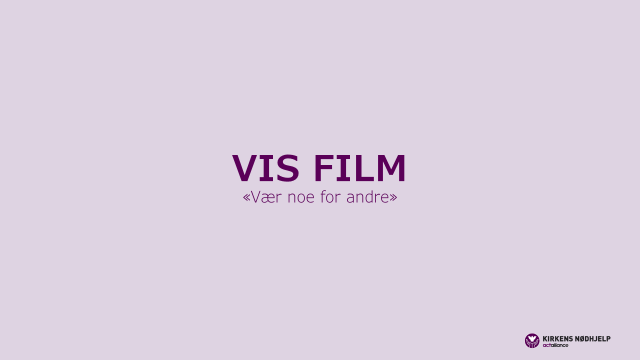 VIS FILM
«Vær noe for andre»
KIRKENS NØDHJELP
actalliance